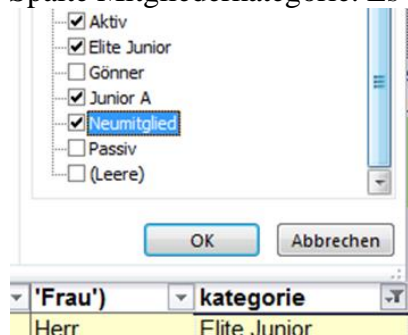 Spalte Mitgliederkategorie. Es
Aktiv
Elite Junior
Gönner
Junior A
Neumitglied
Passiv
(Leere)
OK Abbrechen
'Frau') kategorie
Herr Elite Junior